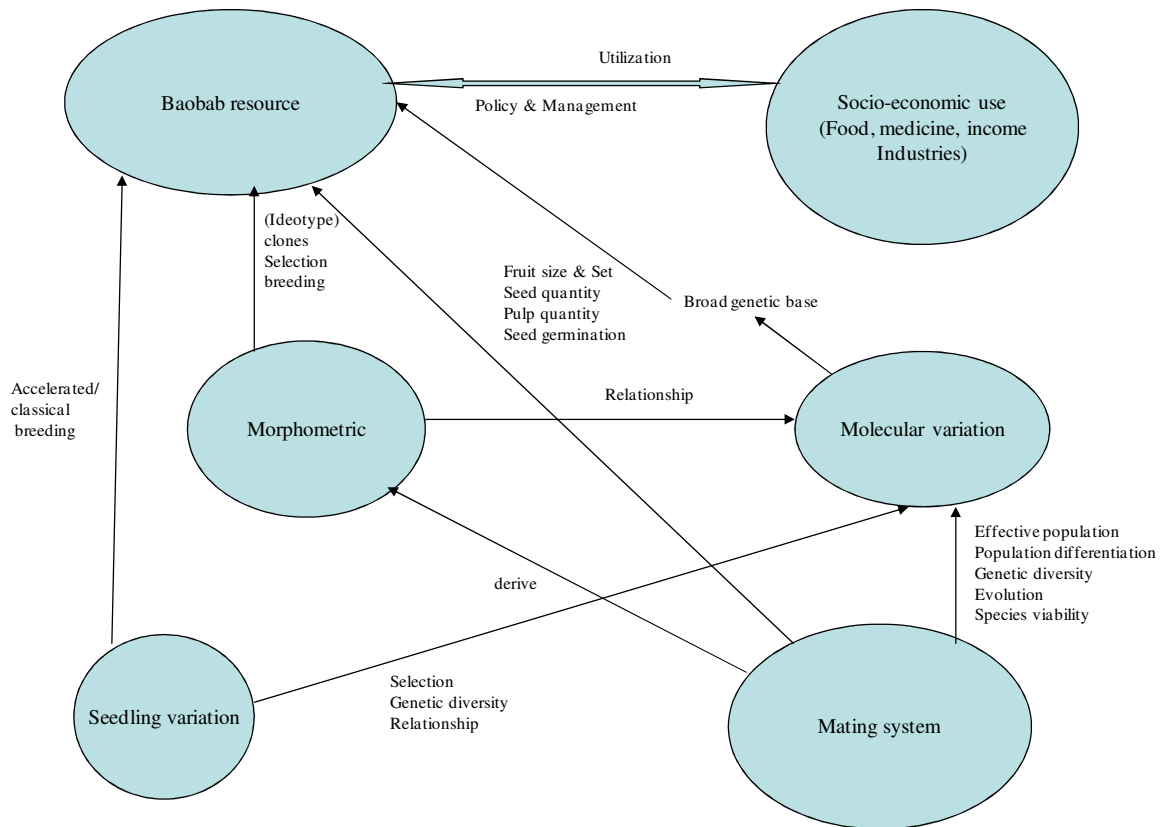 Utilization
Baobab resource
Policy & Management
Socio-economic use
(Food, medicine, income
Industries)
(Ideotype)
clones
Selection
breeding
Fruit size & Set
Seed quantity
Pulp quantity
Seed germination
Broad genetic base
Accelerated/
classical
breeding
Morphometric
Relationship
Molecular variation
derive
Effective population
Population differentiation
Genetic diversity
Evolution
Species viability
Seedling variation
Selection
Genetic diversity
Relationship
Mating system